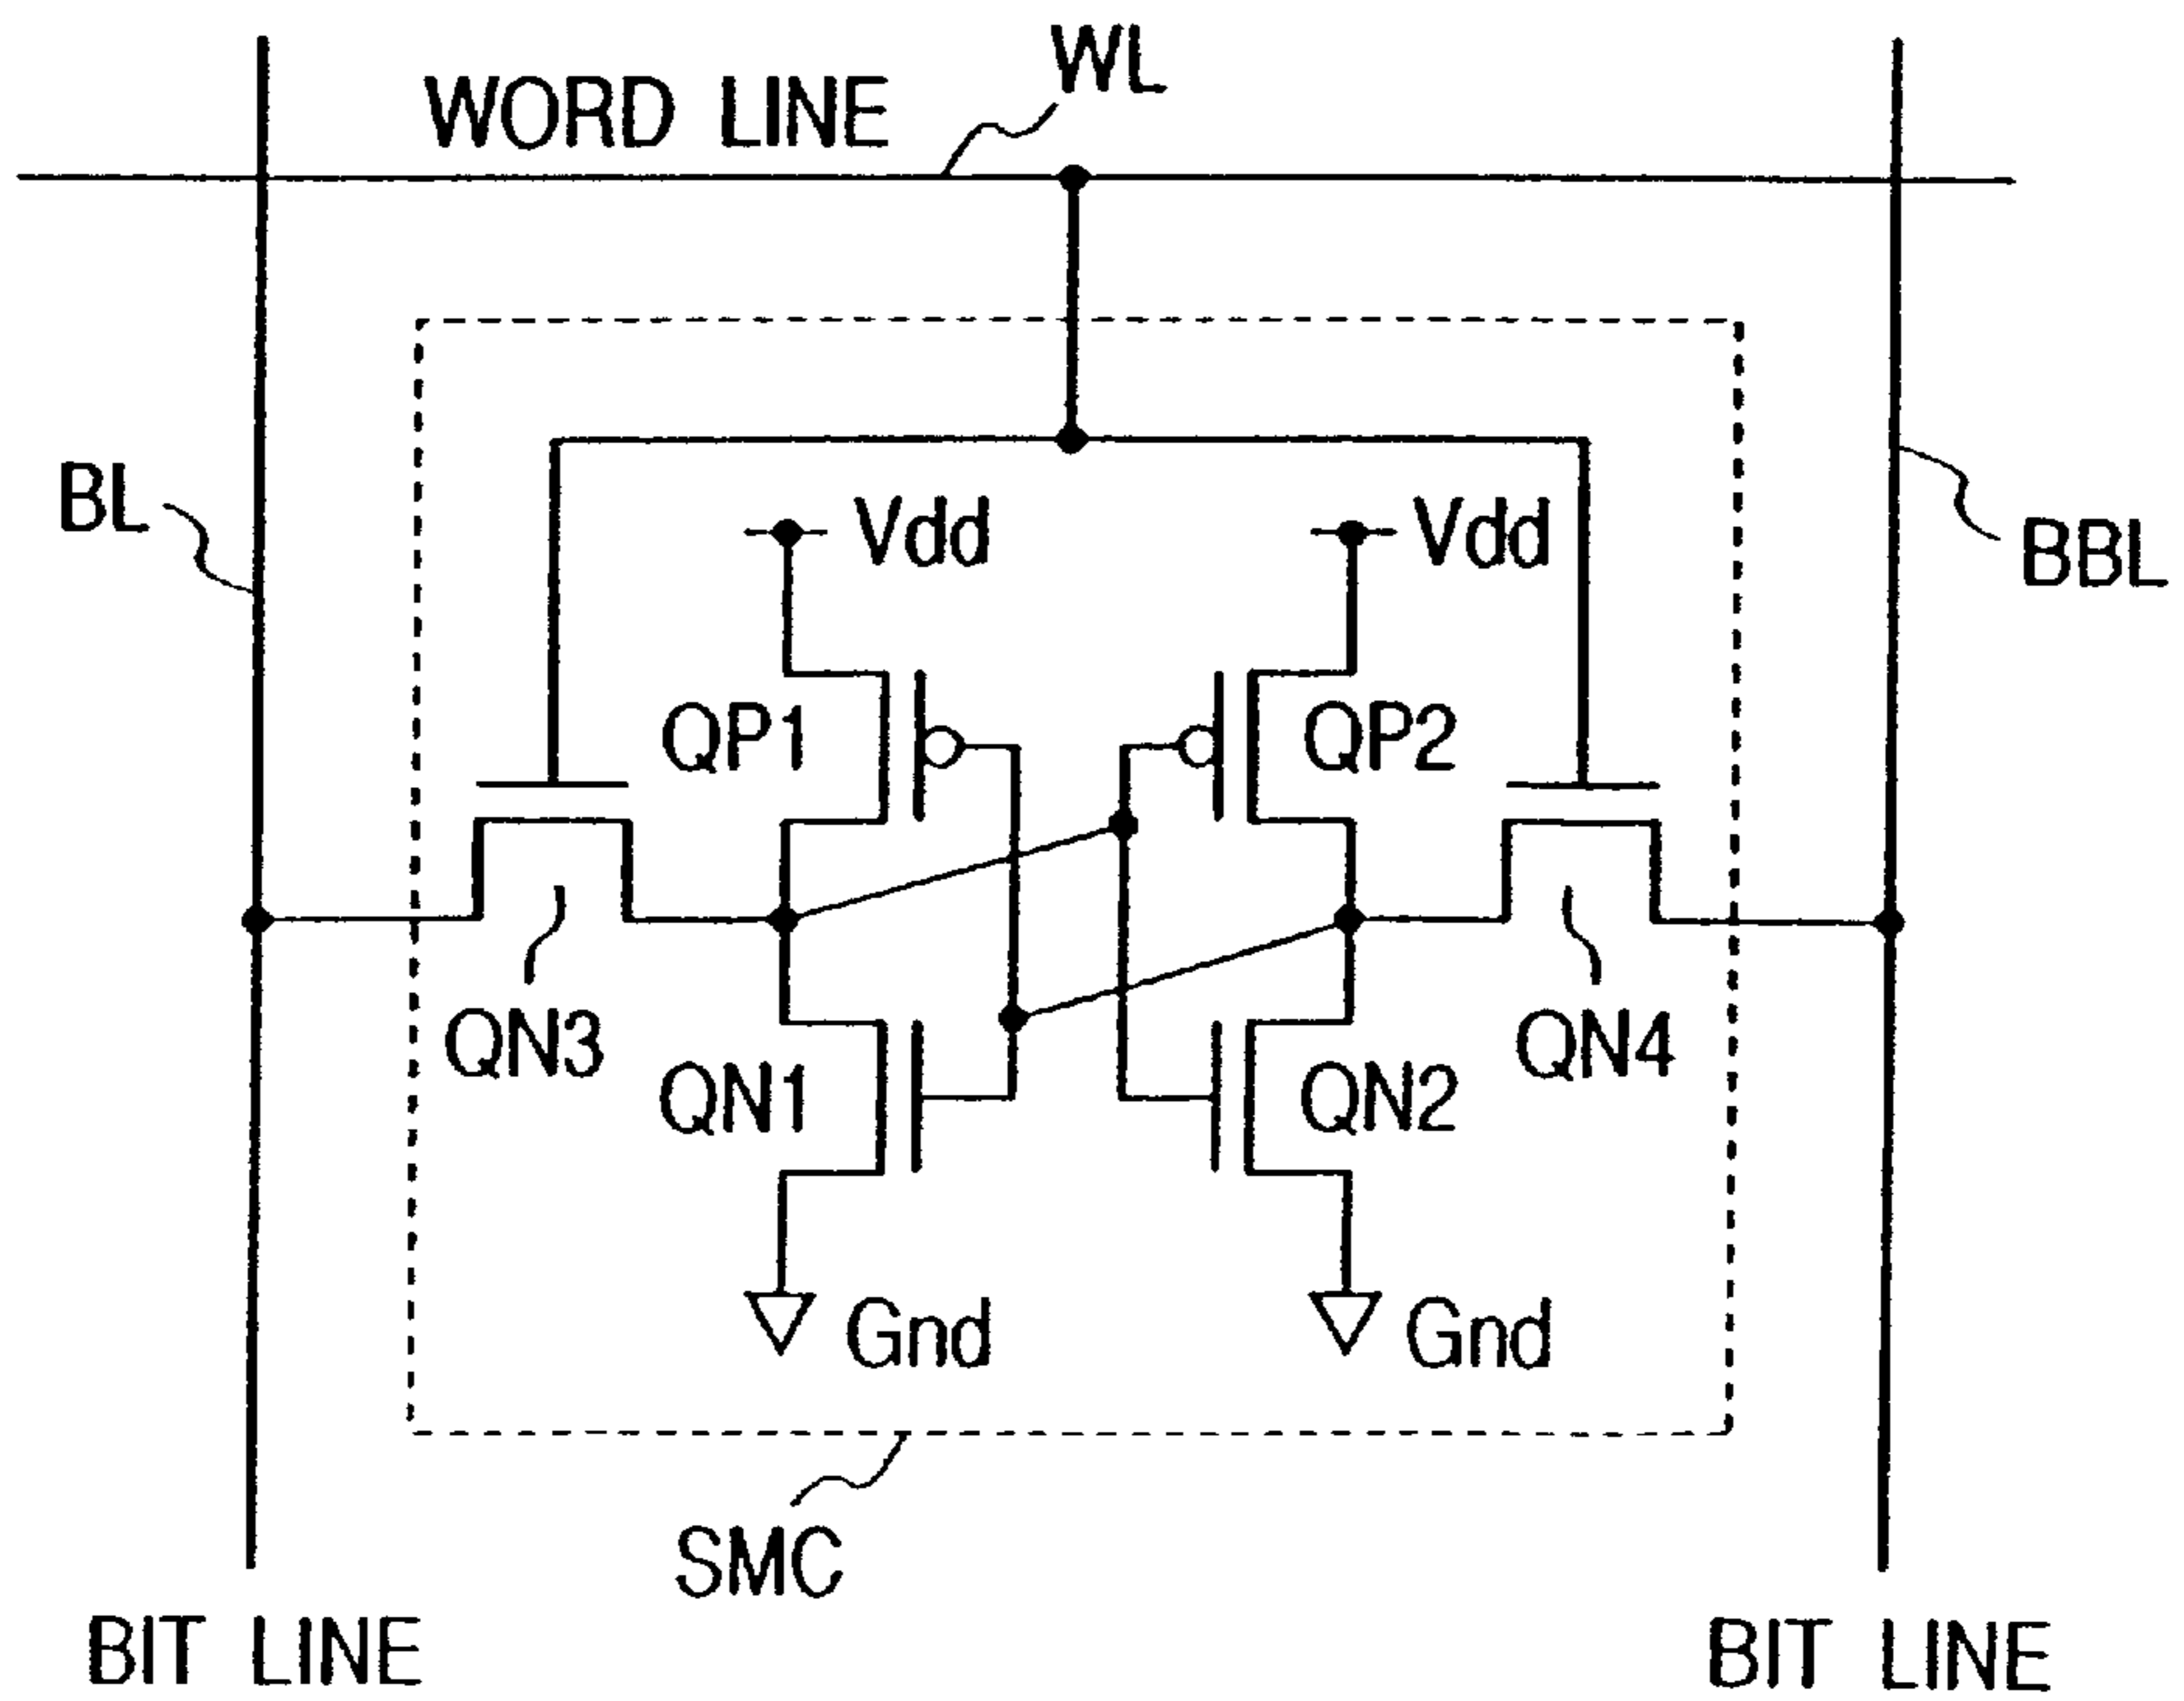 WL
WORD LINE
BL
Vdd
Vdd
BBL
QP1
QP2
QN3
QN4
QN1
QN2
Gnd
Gnd
SMC
BIT LINE
BIT LINE